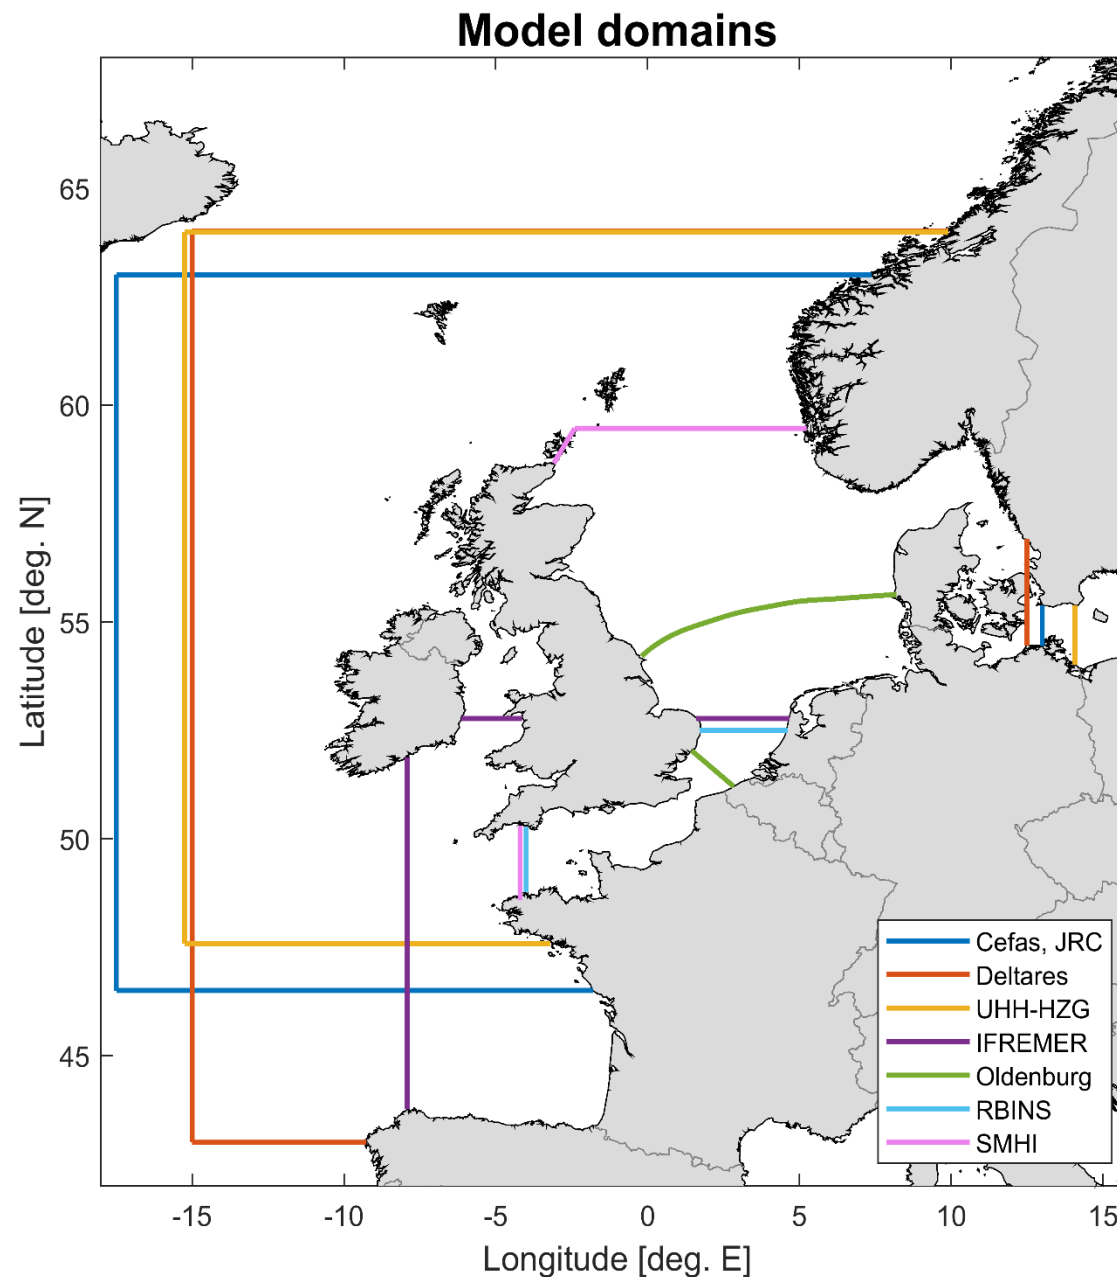 Model domains
Latitude [deg. N]
65
60
55
50
45
Cefas, JRC
Deltares
UHH-HZG
IFREMER
Oldenburg
RBINS
SMHI
-15
-10
-5
0
5
10
15
Longitude [deg. E]